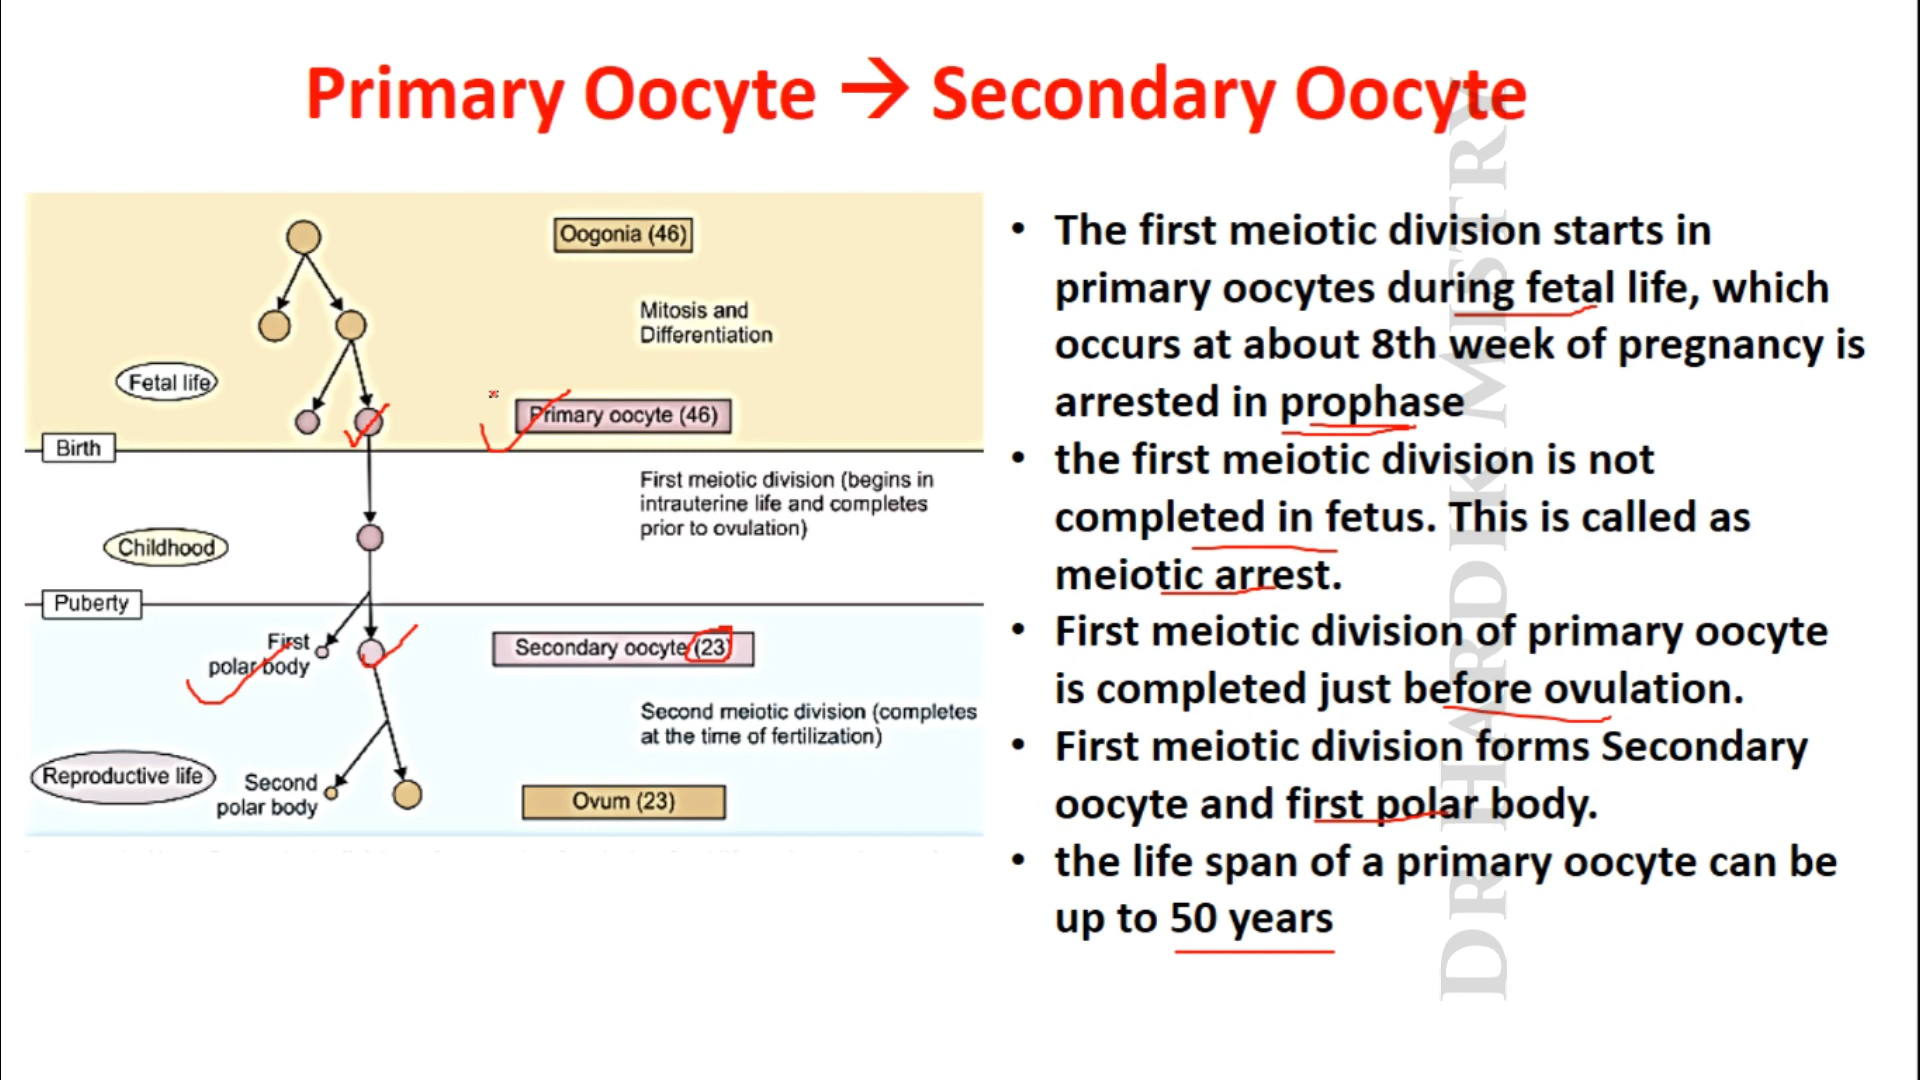 Primary Oocyte → Secondary Oocyte
Oogonia (46)
Mitosis and
Differentiation
Fetal life
Primary oocyte (46)
Birth
First meiotic division (begins in
intrauterine life and completes
prior to ovulation)
Childhood
Puberty
First
polar body
Secondary oocyte (23)
Second meiotic division (completes
at the time of fertilization)
Reproductive life
Second
polar body
Ovum (23)
• The first meiotic division starts in
primary oocytes during fetal life, which
occurs at about 8th week of pregnancy is
arrested in prophase
• the first meiotic division is not
completed in fetus. This is called as
meiotic arrest.
• First meiotic division of primary oocyte
is completed just before ovulation.
• First meiotic division forms Secondary
oocyte and first polar body.
• the life span of a primary oocyte can be
up to 50 years
DR HARDIK MISTRY